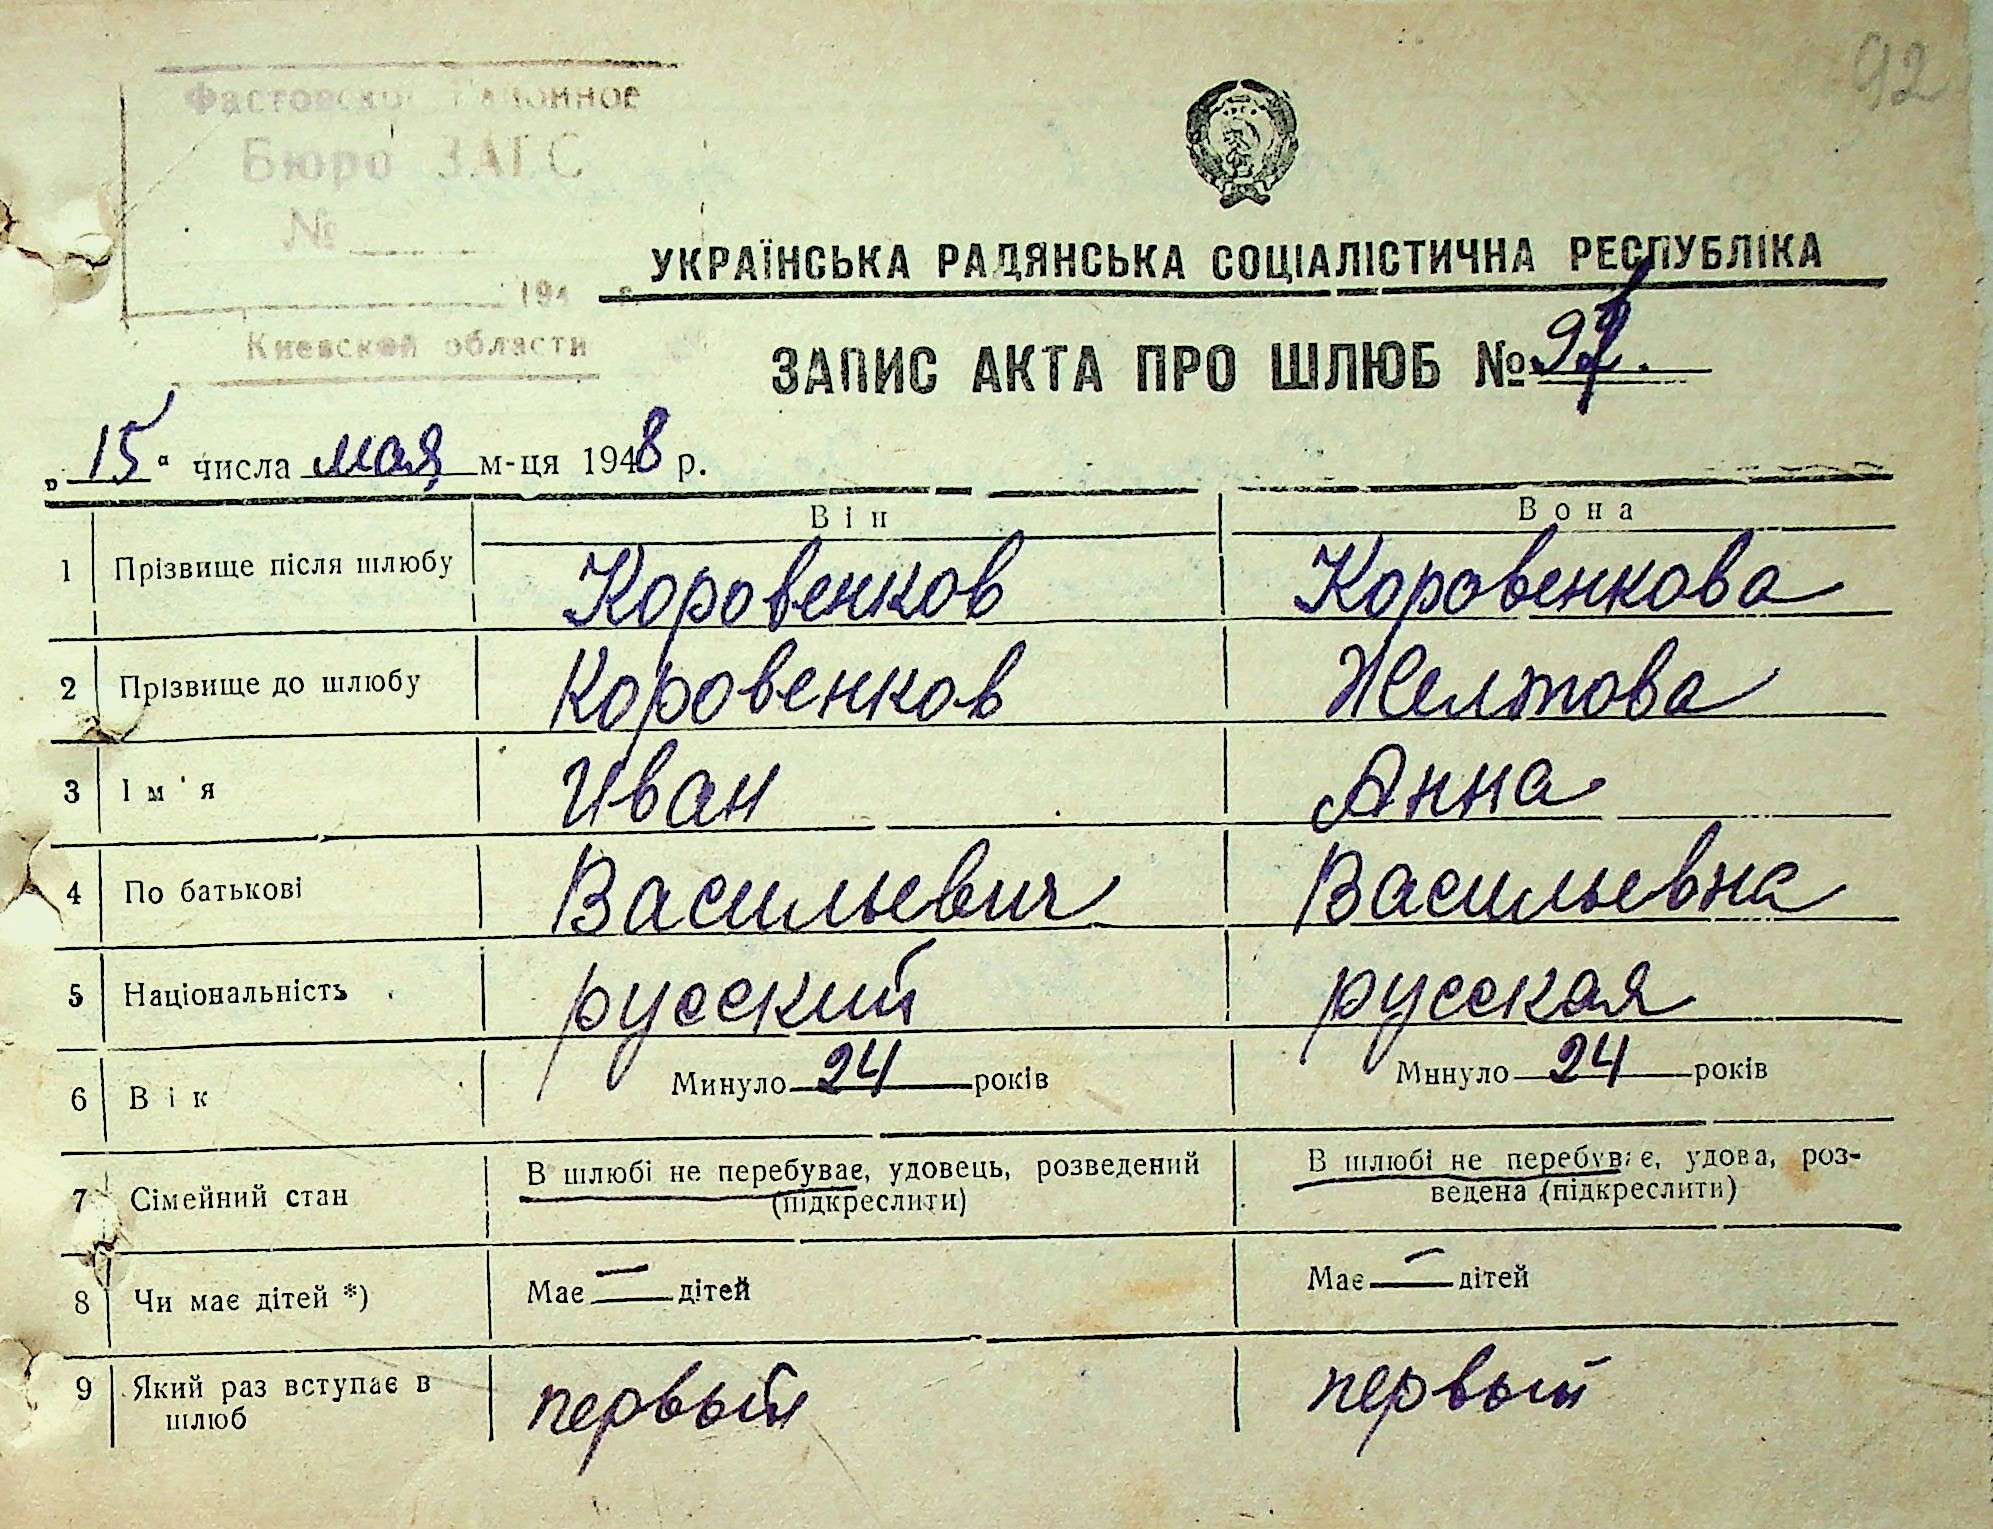 92
Фастовское Районное
Бюро ЗАГС
№
194 г.
Киевской области
УКРАЇНСЬКА РАДЯНСЬКА СОЦІАЛІСТИЧНА РЕСПУБЛІКА
ЗАПИС АКТА ПРО ШЛЮБ №
„15“ числа мая м-ця 1948 р.
Він Вона
1 Прізвище після шлюбу Коровенков Коровенкова
2 Прізвище до шлюбу Коровенков Желтова
3 Ім'я Иван Анна
4 По батькові Васильевич Васильевна
5 Національність русский русская
6 Вік Минуло 24 років Минуло 24 років
7 Сімейний стан В шлюбі не перебуває, удовець, розведений В шлюбі не перебуває, удова, роз-
(підкреслити) ведена (підкреслити)
8 Чи має дітей *) Має — дітей Має — дітей
9 Який раз вступає в первый первый
шлюб